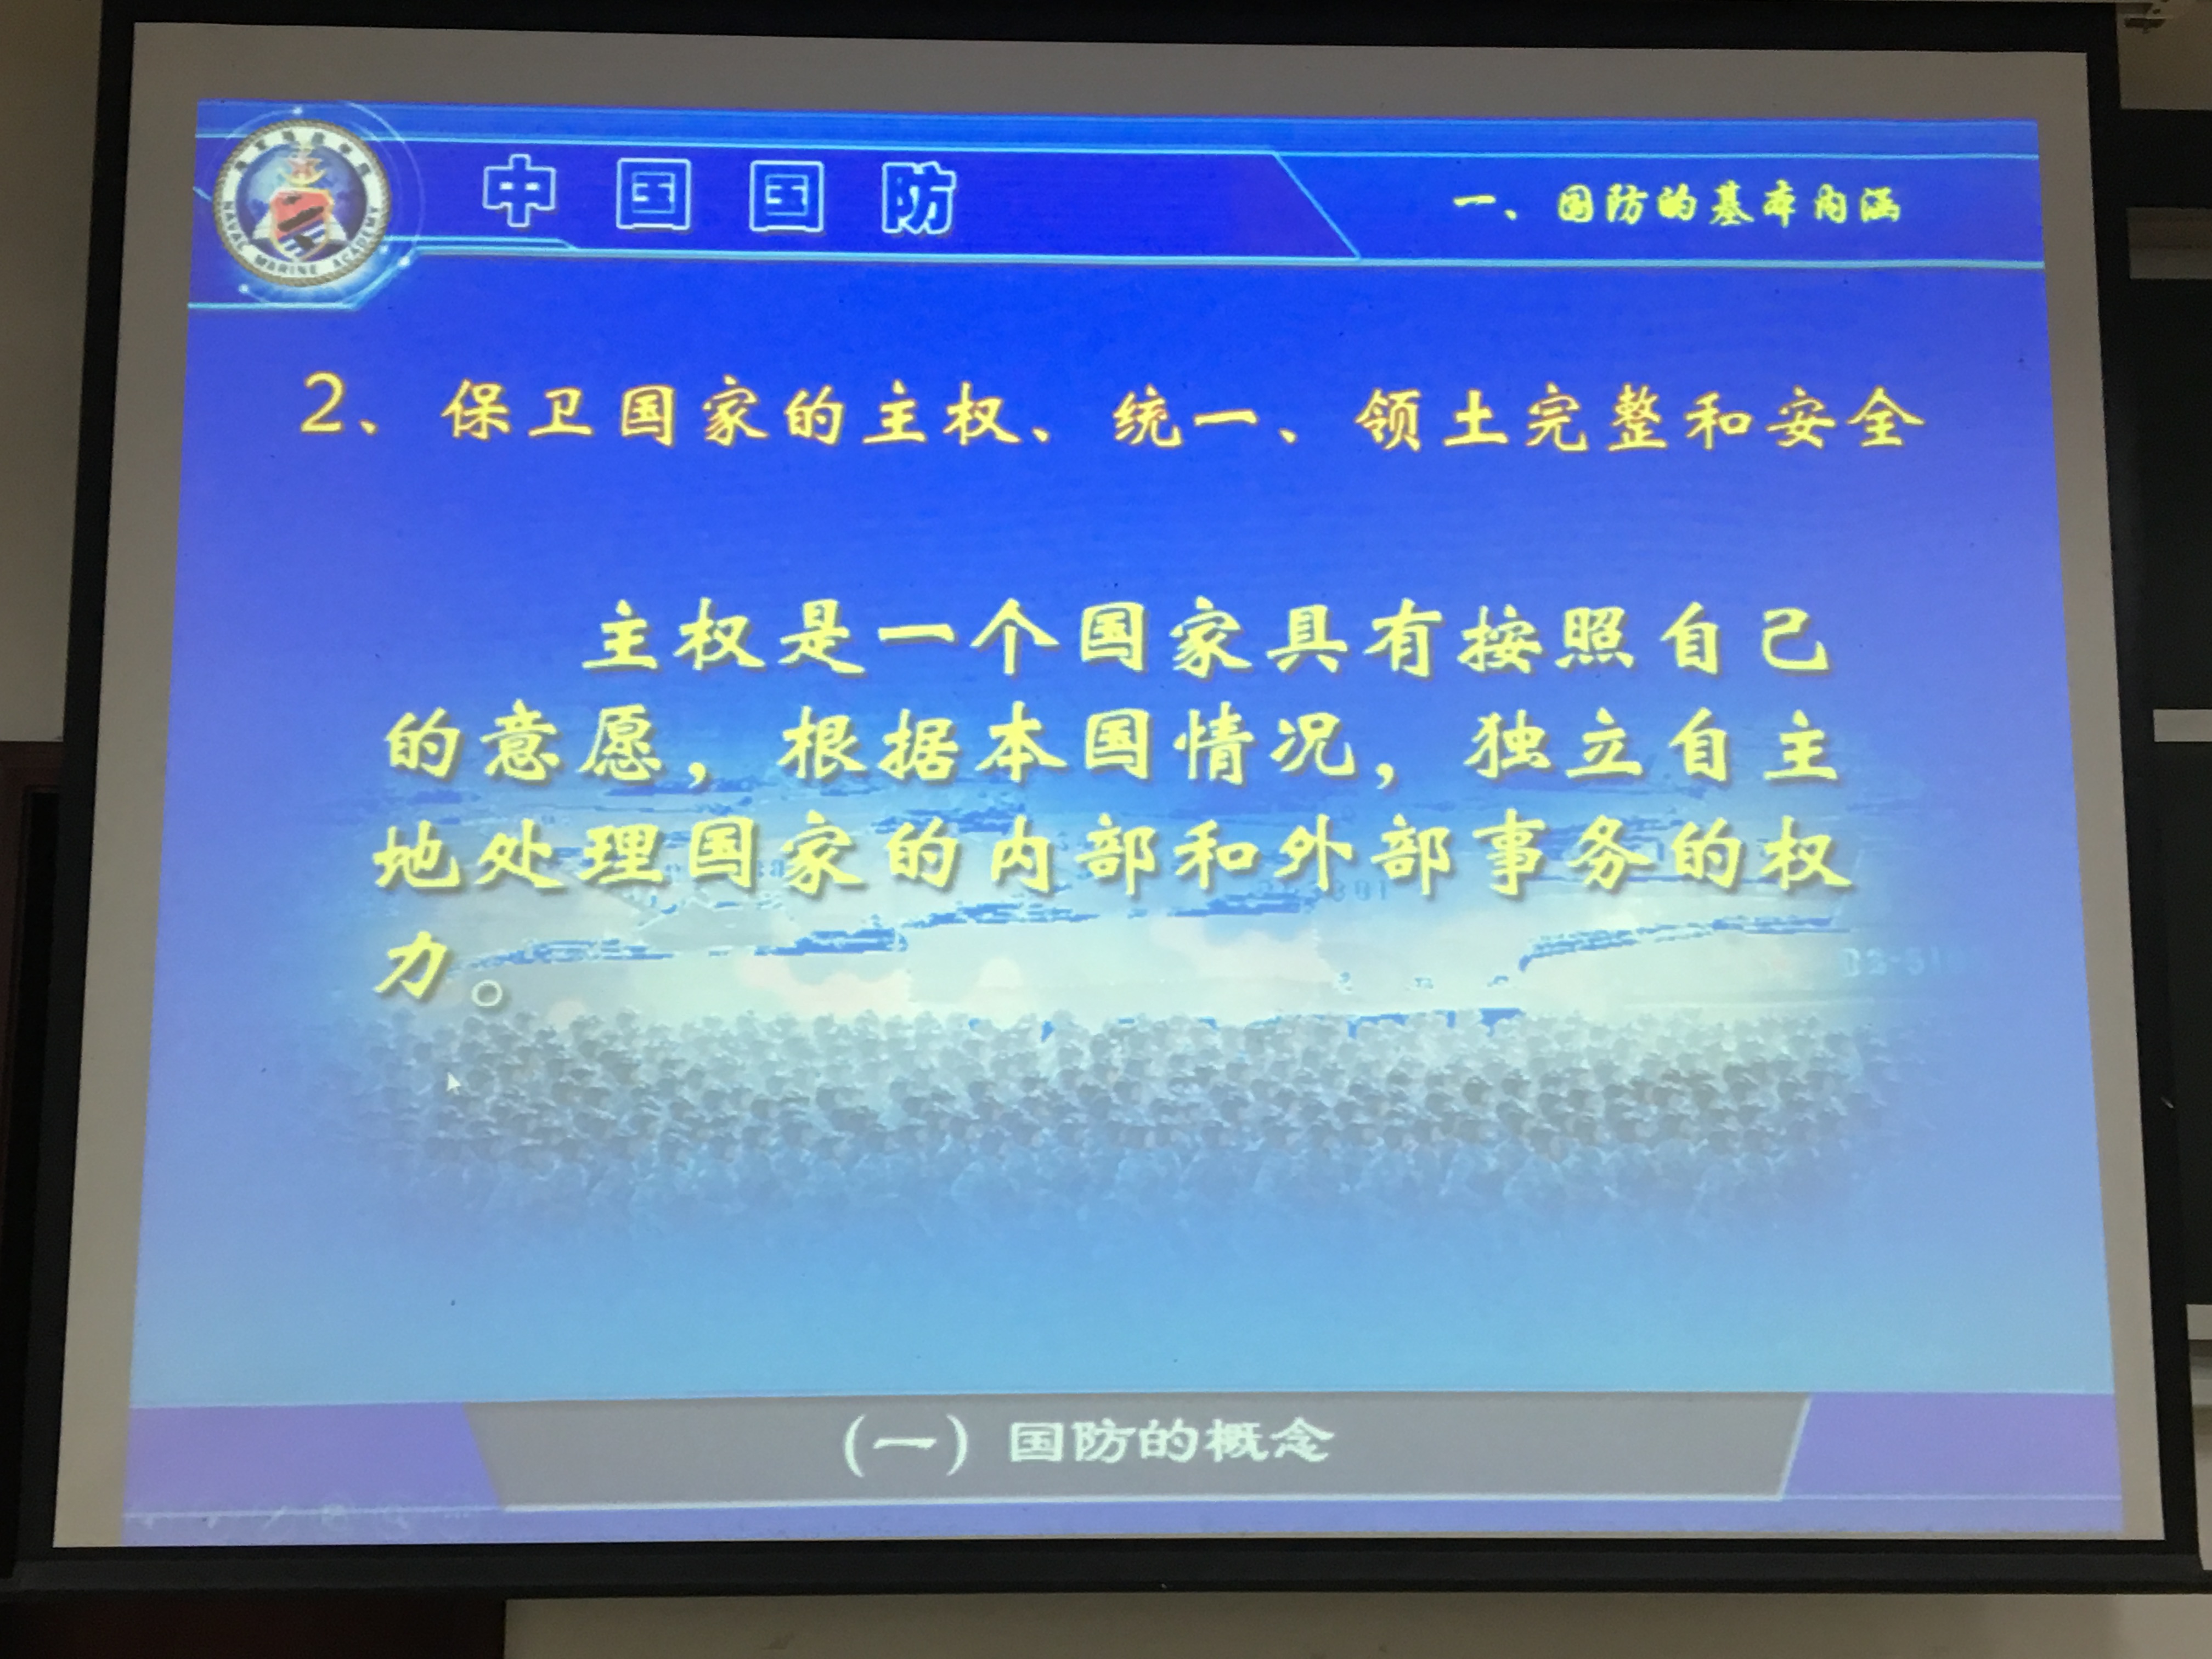 中国国防
一、国防的基本内涵
NAVAL MARINE ACADEMY
2、保卫国家的主权、统一、领土完整和安全
主权是一个国家具有按照自己
的意愿，根据本国情况，独立自主
地处理国家的内部和外部事务的权
力。
(一) 国防的概念